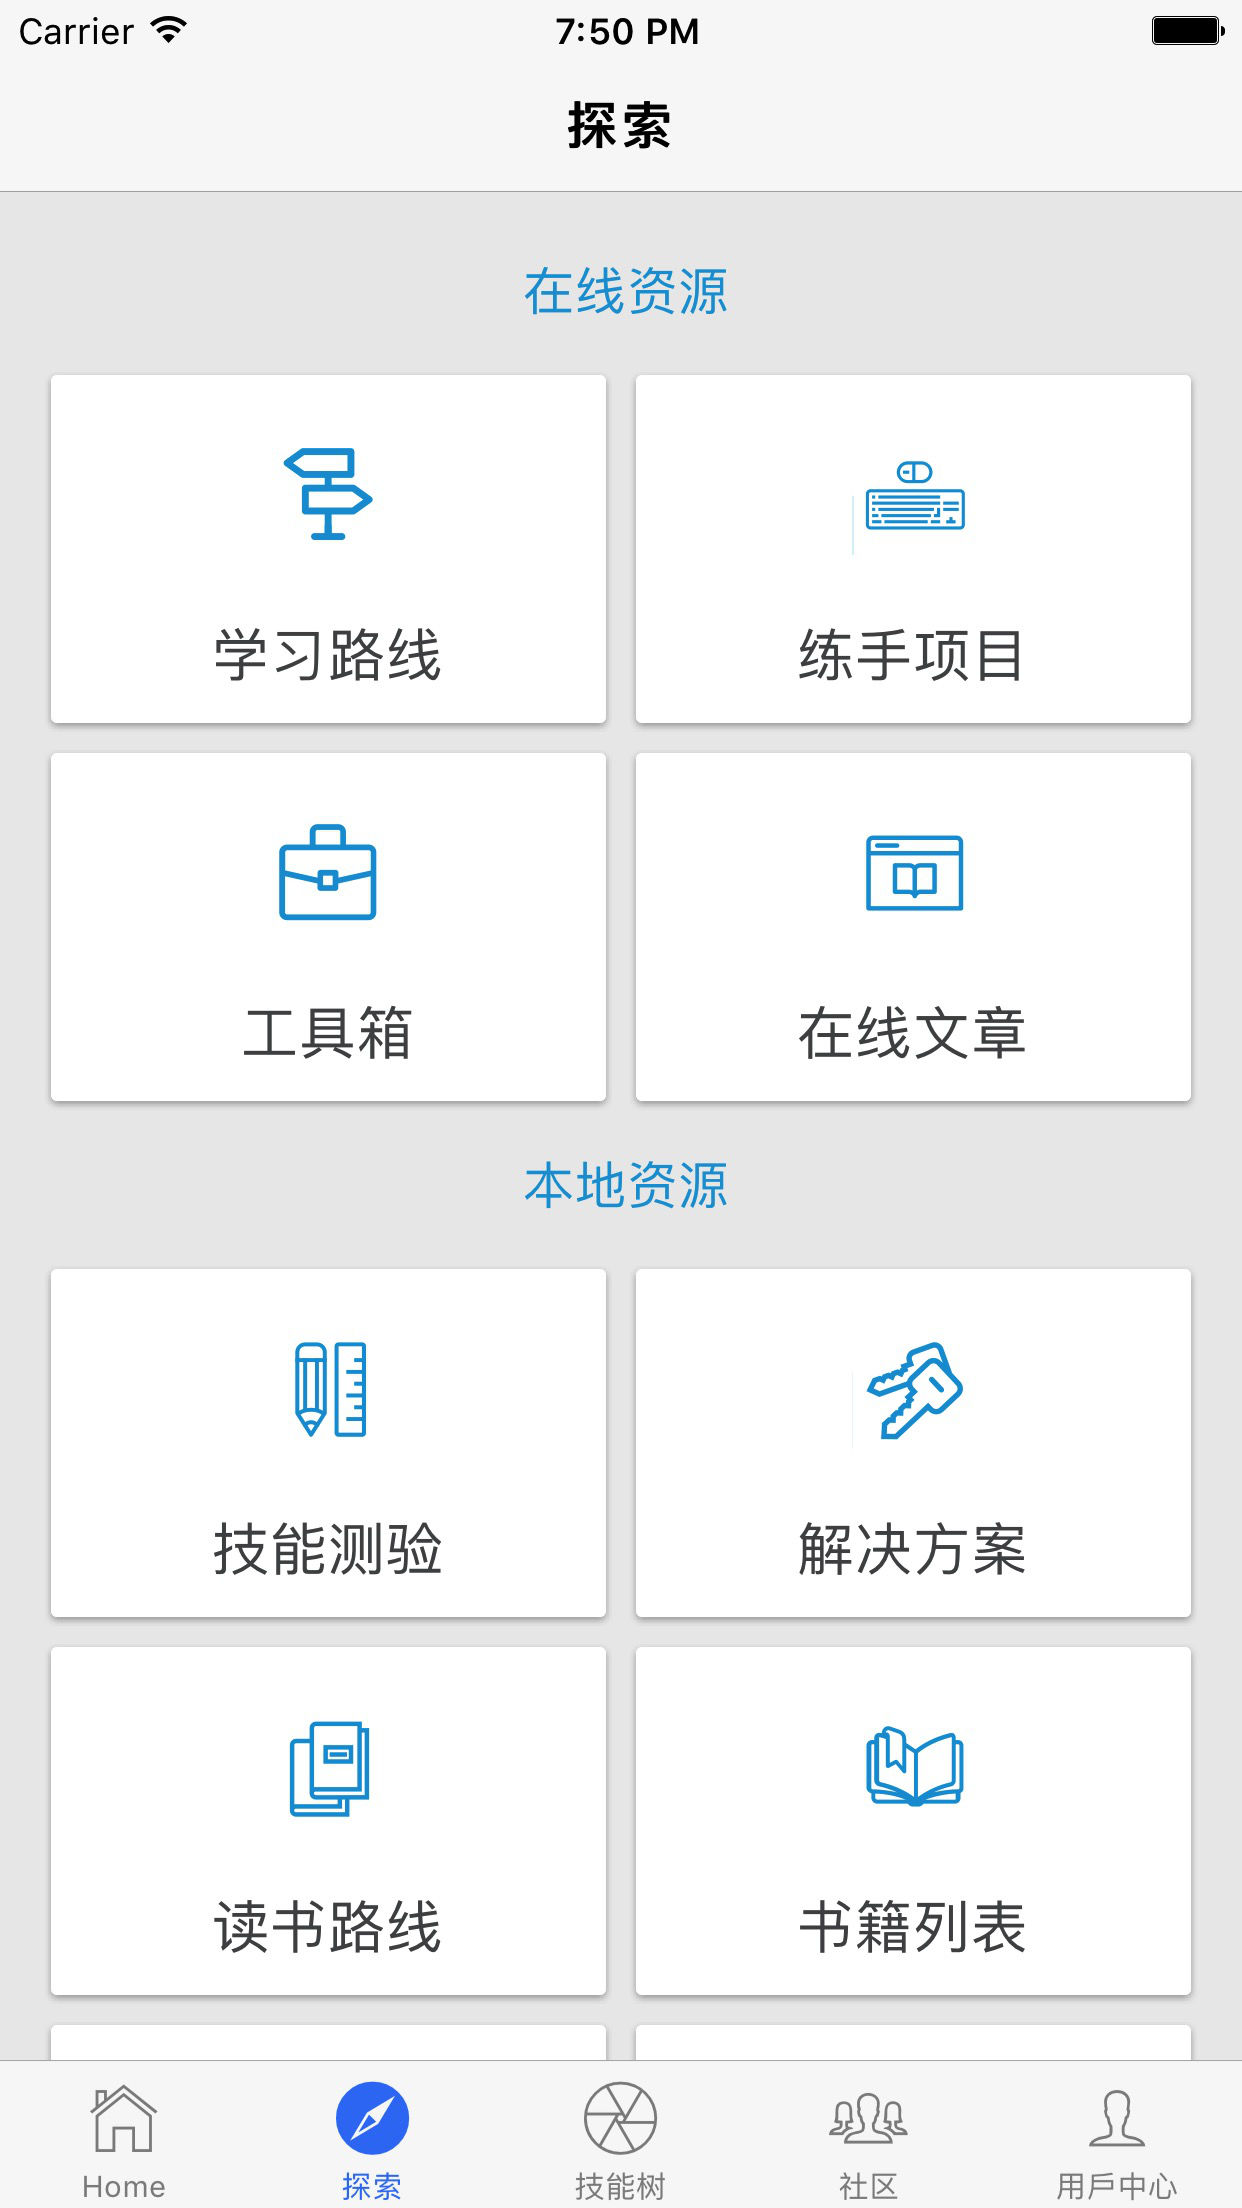 Carrier 7:50 PM
探索
在线资源
学习路线 练手项目
工具箱 在线文章
本地资源
技能测验 解决方案
读书路线 书籍列表
Home 探索 技能树 社区 用戶中心